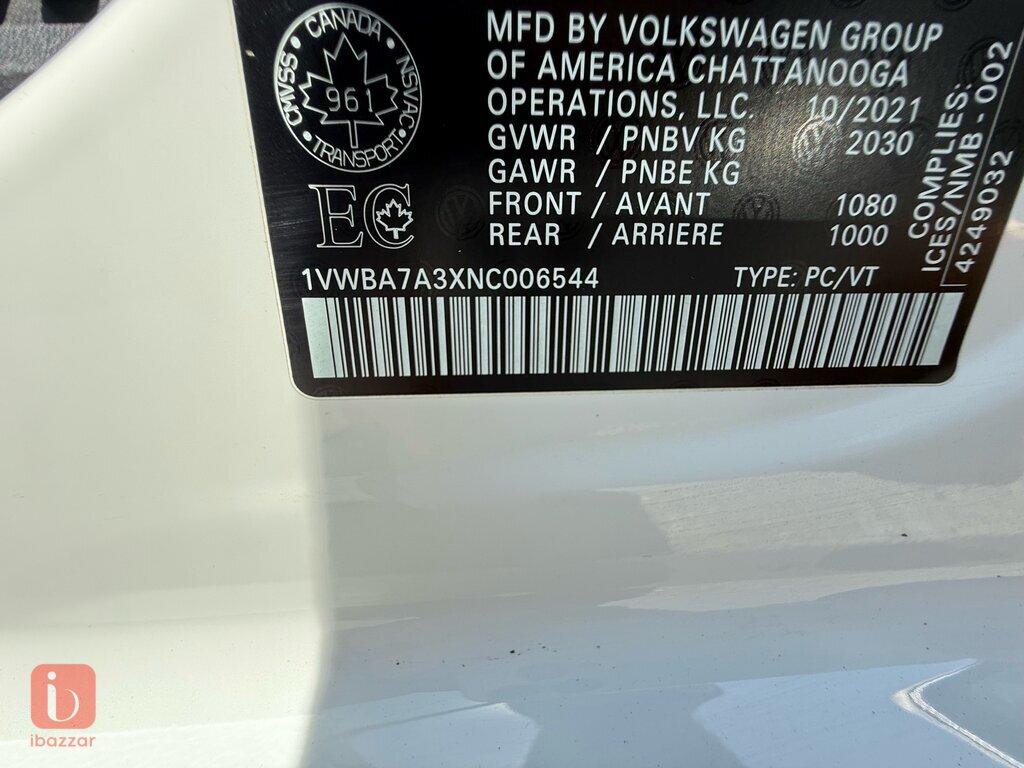 CANADA
CMVSS
NSVAC
961
TRANSPORT
EC
MFD BY VOLKSWAGEN GROUP
OF AMERICA CHATTANOOGA
OPERATIONS, LLC. 10/2021
GVWR / PNBV KG 2030
GAWR / PNBE KG
FRONT / AVANT 1080
REAR / ARRIERE 1000
COMPLIES:
ICES/NMB-002
4249032
1VWBA7A3XNC006544 TYPE: PC/VT
ibazzar